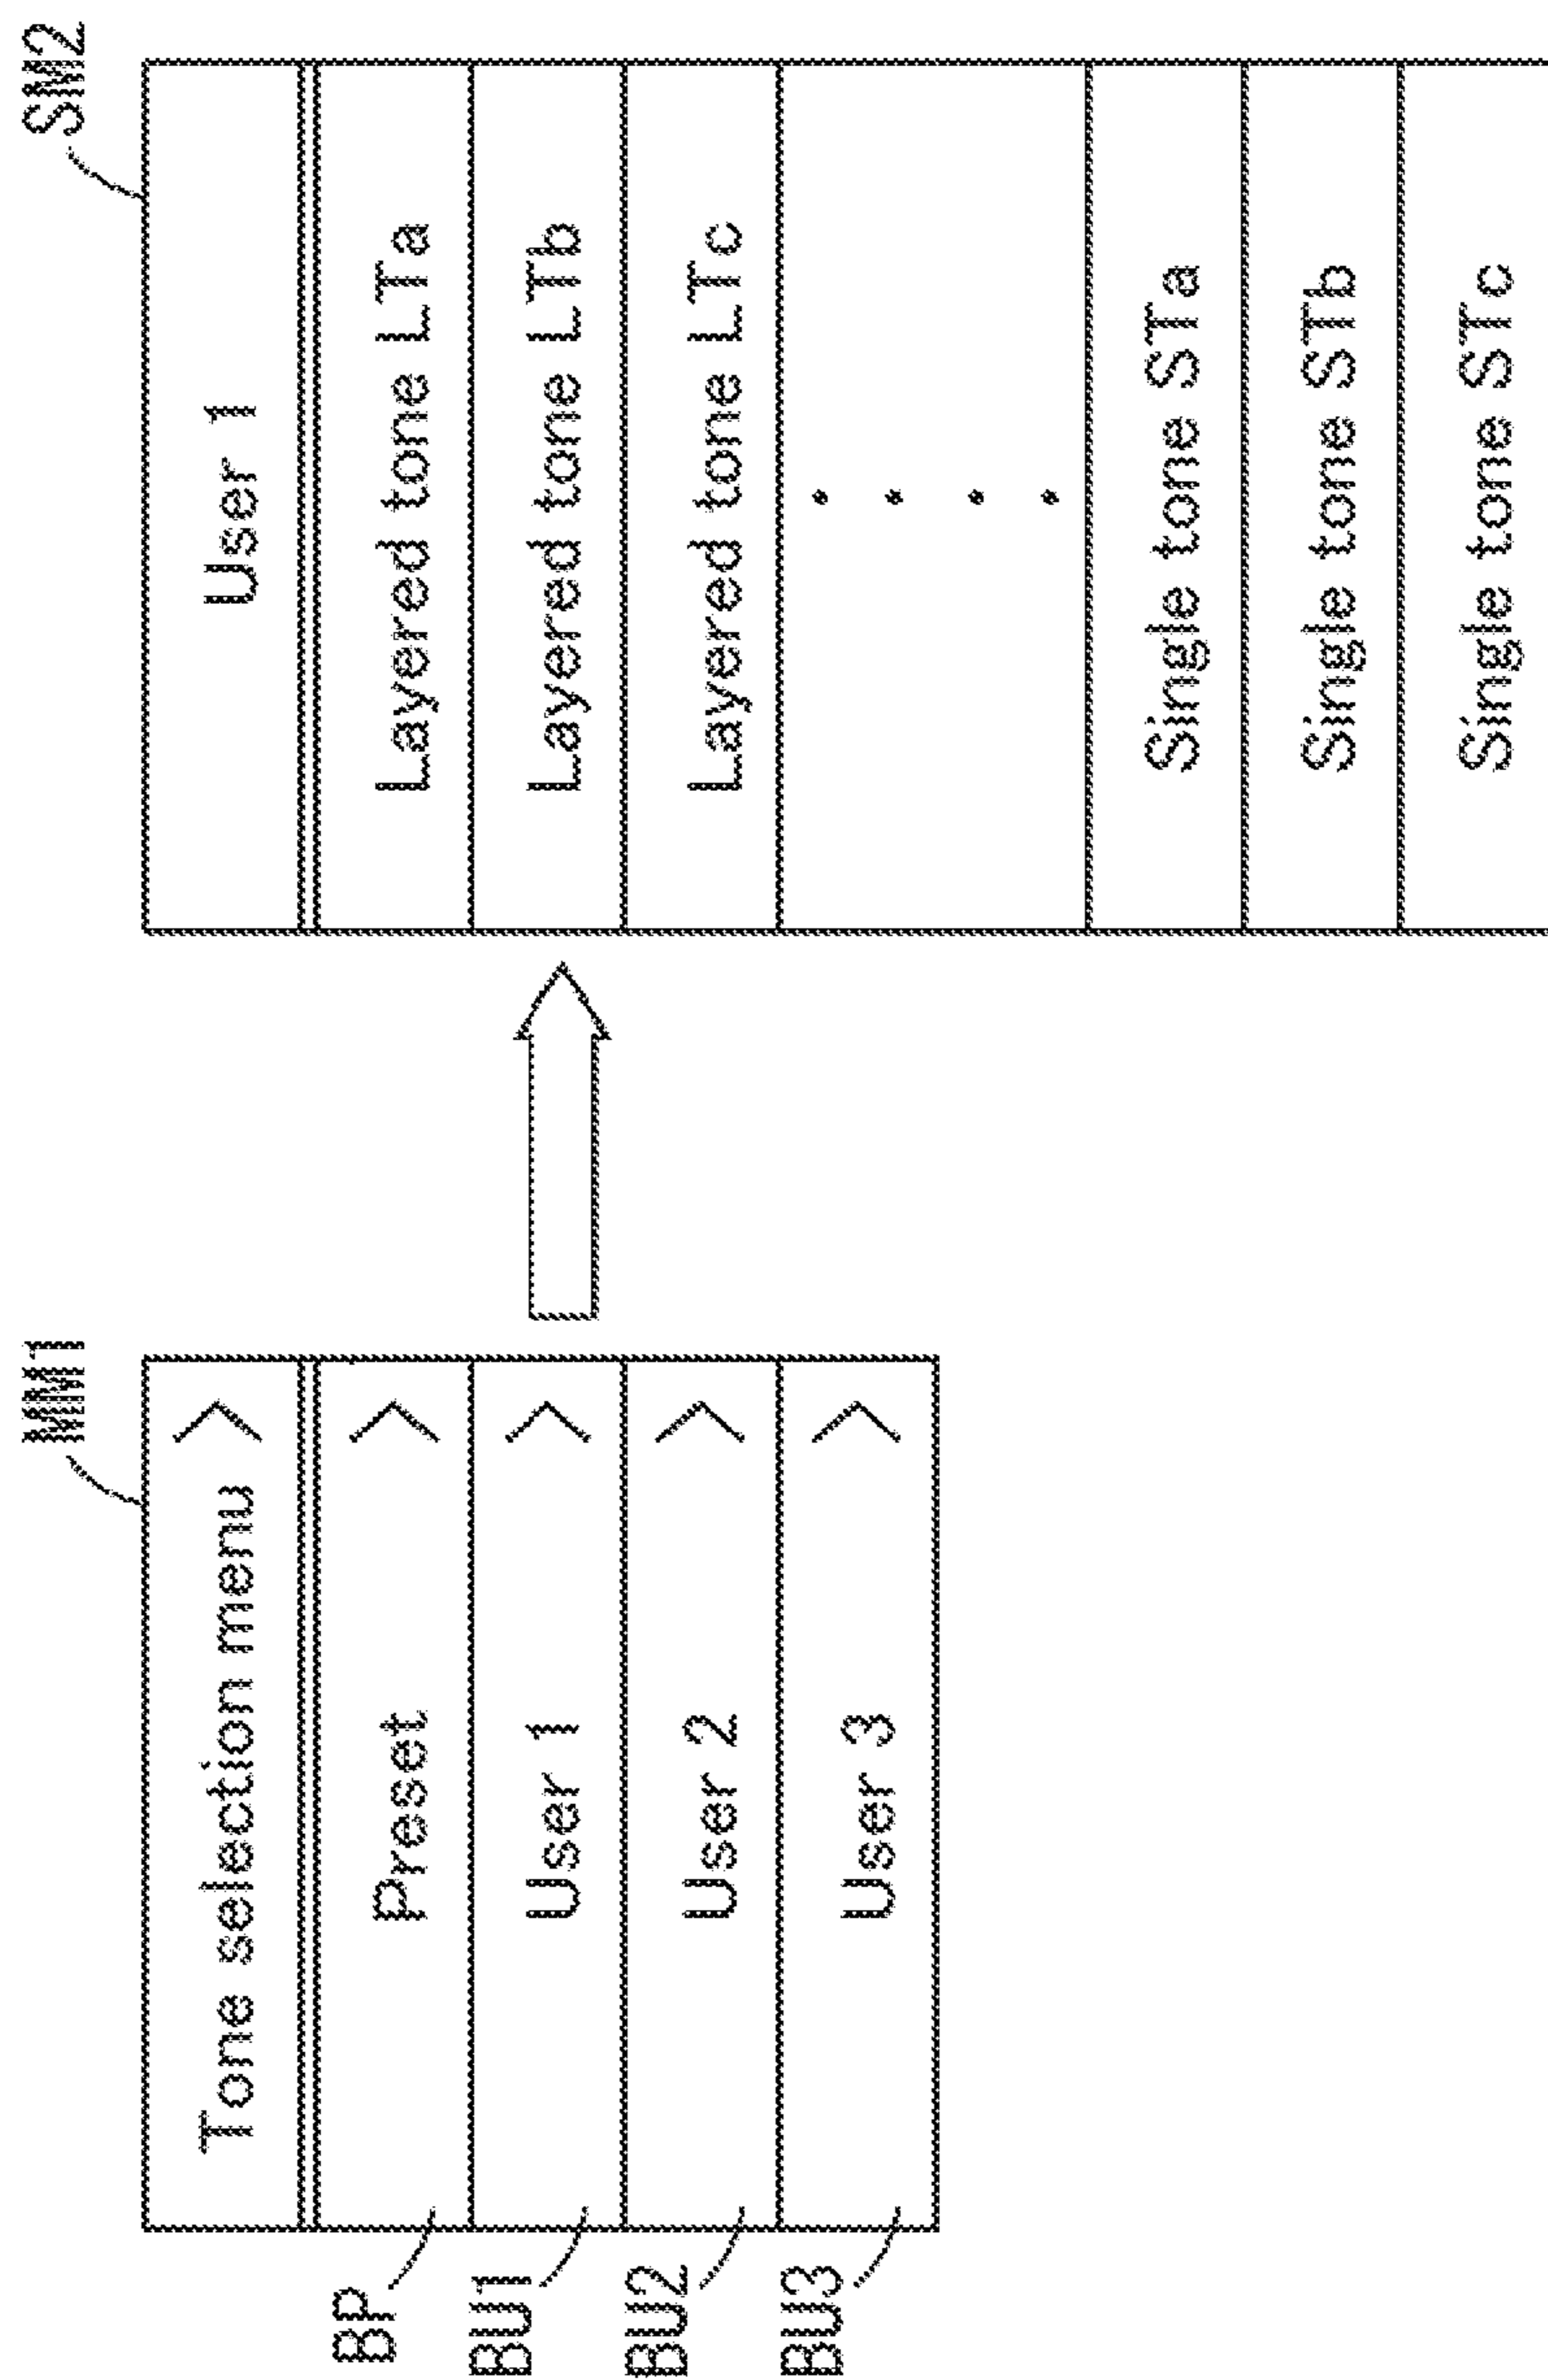 MM1
Tone selection menu >
BP
Preset >
BU1
User 1 >
BU2
User 2 >
BU3
User 3 >
SM2
User 1
Layered tone LTa
Layered tone LTb
Layered tone LTc
. . . .
Single tone STa
Single tone STb
Single tone STc